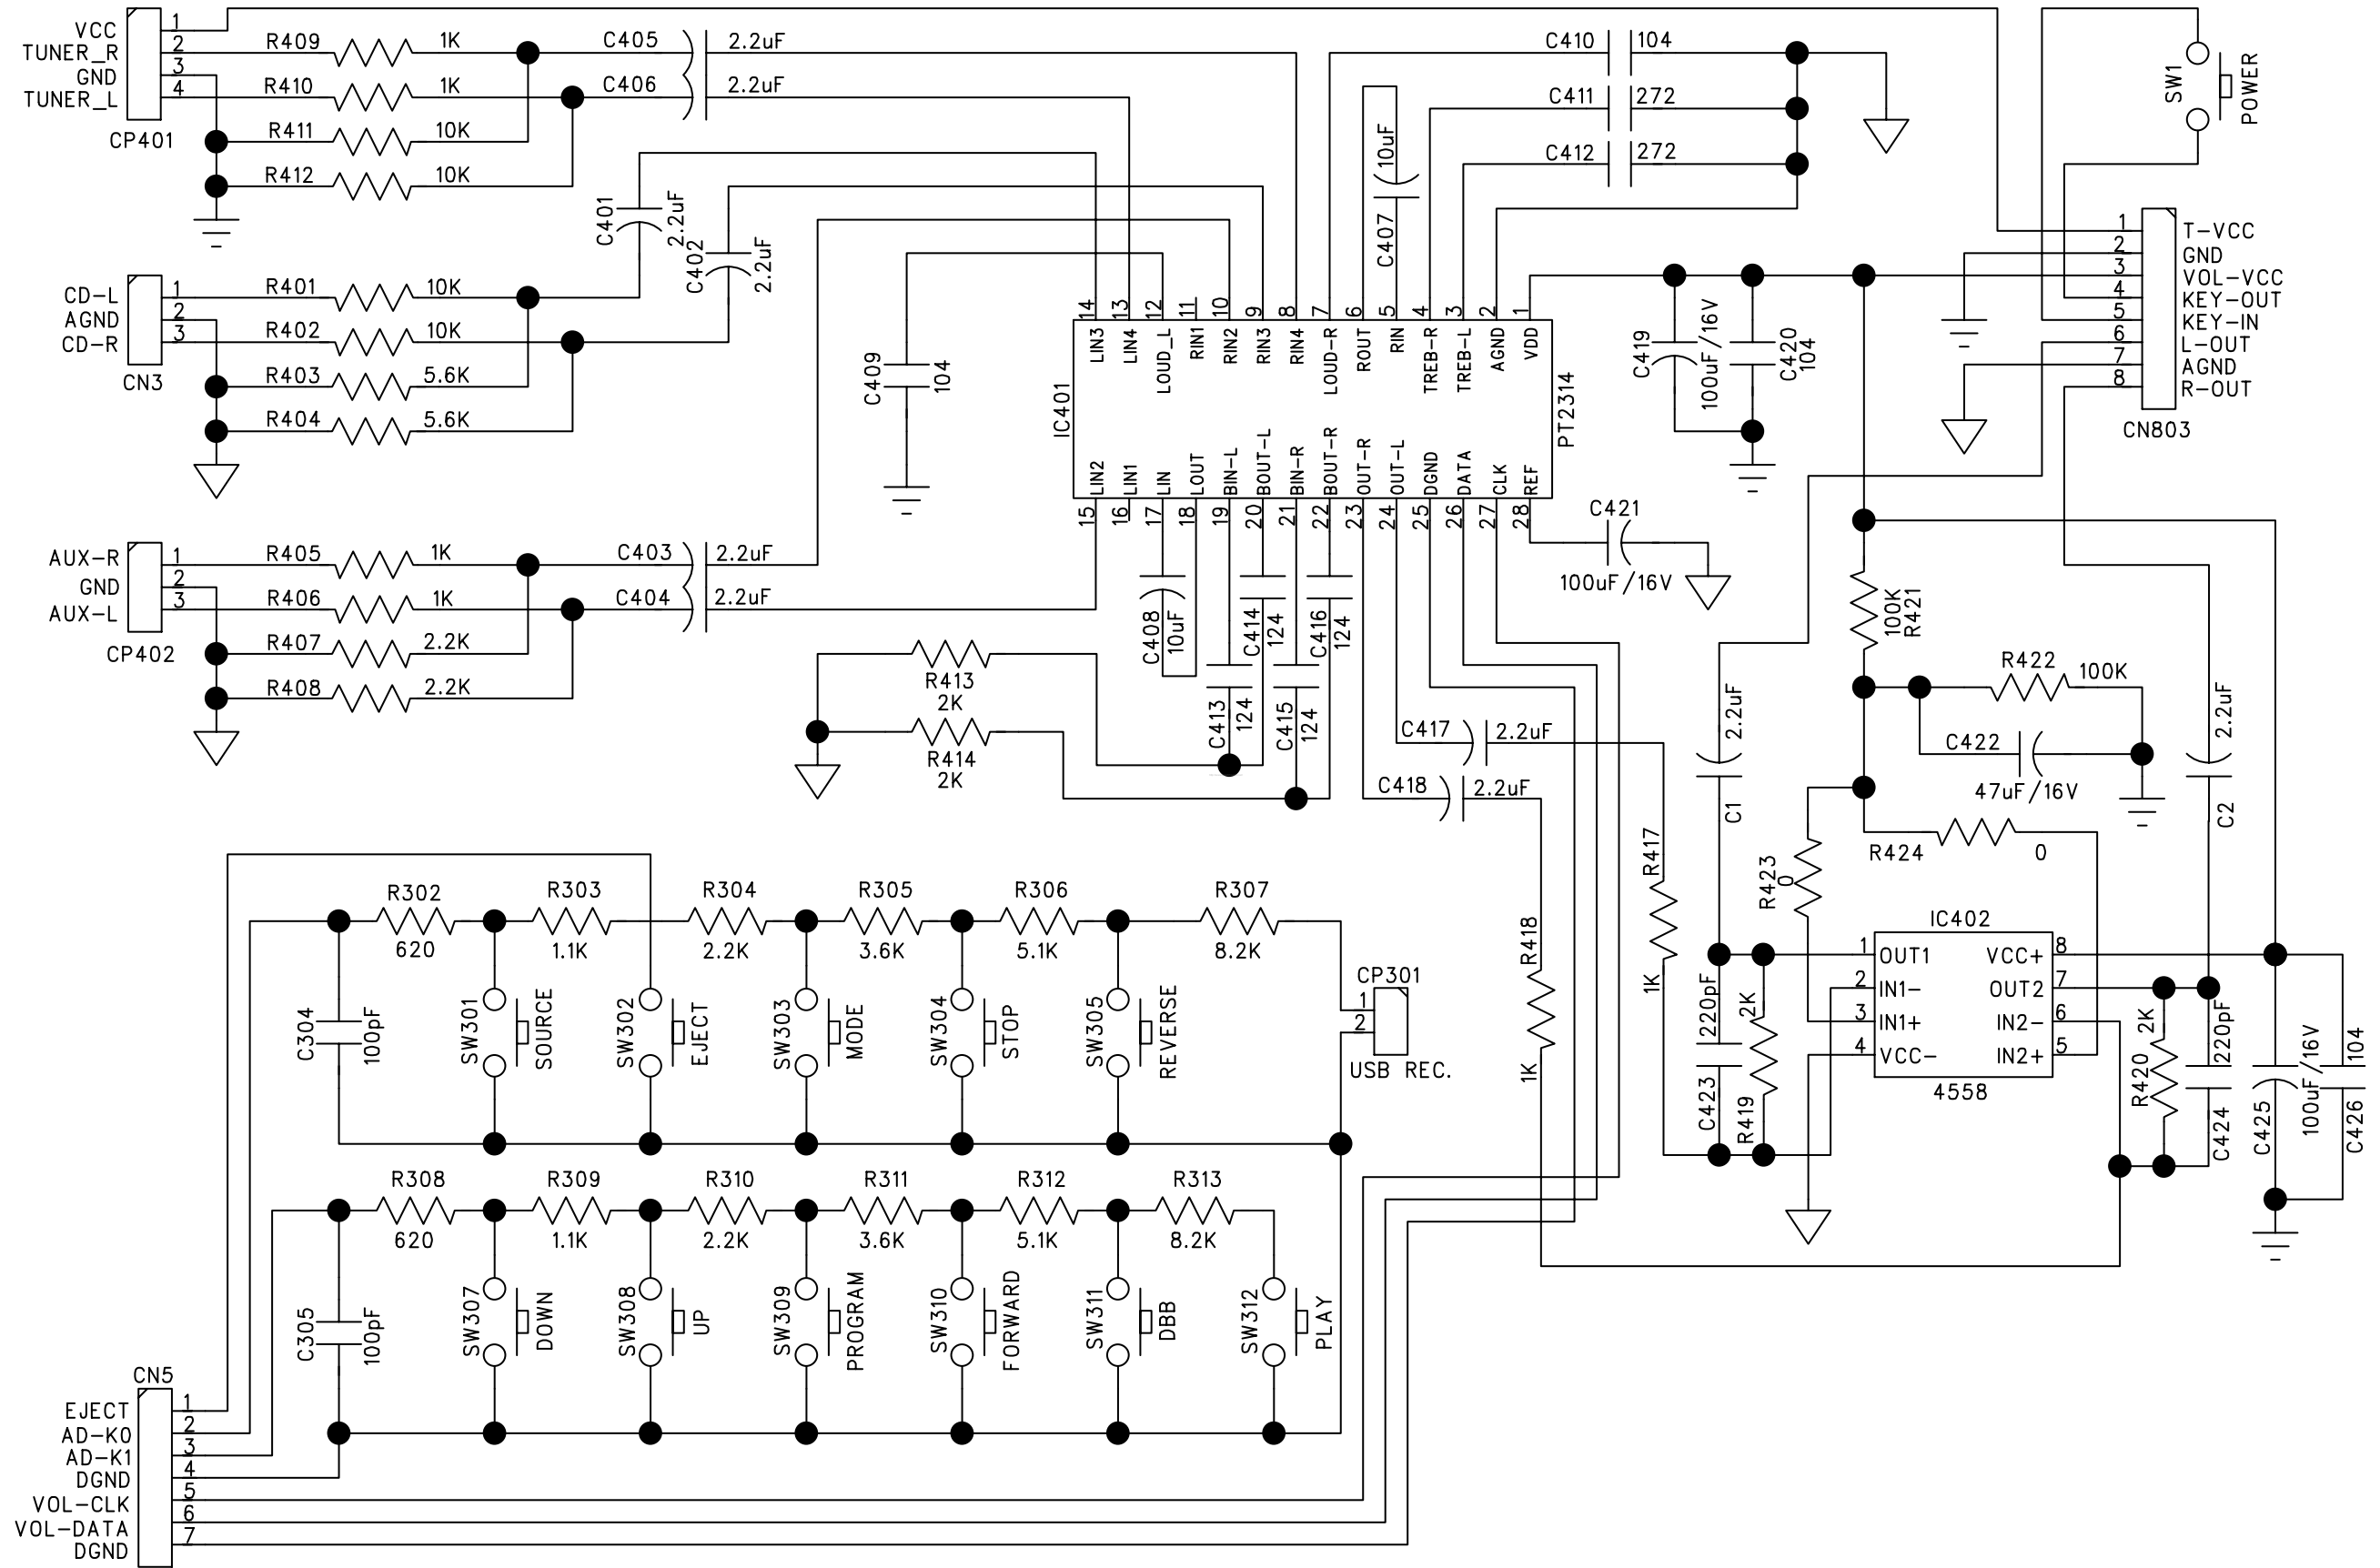 VCC
TUNER_R
GND
TUNER_L
1
2
3
4
CP401
R409
1K
R410
1K
R411
10K
R412
10K
C405
2.2uF
C406
2.2uF
C401
2.2uF
C402
2.2uF
CD-L
AGND
CD-R
1
2
3
CN3
R401
10K
R402
10K
R403
5.6K
R404
5.6K
AUX-R
GND
AUX-L
1
2
3
CP402
R405
1K
R406
1K
R407
2.2K
R408
2.2K
C403
2.2uF
C404
2.2uF
C409
104
C410
104
C411
272
C412
272
C407
10uF
IC401
PT2314
14
13
12
11
10
9
8
7
6
5
4
3
2
1
LIN3
LIN4
LOUD_L
RIN1
RIN2
RIN3
RIN4
LOUD-R
ROUT
RIN
TREB-R
TREB-L
AGND
VDD
LIN2
LIN1
LIN
LOUT
BIN-L
BOUT-L
BIN-R
BOUT-R
OUT-R
OUT-L
DGND
DATA
CLK
REF
15
16
17
18
19
20
21
22
23
24
25
26
27
28
C419
100uF/16V
C420
104
C421
100uF/16V
SW1
POWER
1
2
3
4
5
6
7
8
T-VCC
GND
VOL-VCC
KEY-OUT
KEY-IN
L-OUT
AGND
R-OUT
CN803
R413
2K
R414
2K
C408
10uF
C413
124
C414
124
C415
124
C416
124
C417
2.2uF
C418
2.2uF
R417
1K
R418
1K
C1
2.2uF
C2
2.2uF
100K
R421
R422
100K
C422
47uF/16V
R423
0
R424
0
IC402
4558
1
2
3
4
OUT1
IN1-
IN1+
VCC-
VCC+
OUT2
IN2-
IN2+
8
7
6
5
C423
220pF
R419
2K
R420
2K
C424
220pF
C425
100uF/16V
C426
104
R302
620
R303
1.1K
R304
2.2K
R305
3.6K
R306
5.1K
R307
8.2K
C304
100pF
SW301
SOURCE
SW302
EJECT
SW303
MODE
SW304
STOP
SW305
REVERSE
CP301
1
2
USB REC.
R308
620
R309
1.1K
R310
2.2K
R311
3.6K
R312
5.1K
R313
8.2K
C305
100pF
SW307
DOWN
SW308
UP
SW309
PROGRAM
SW310
FORWARD
SW311
DBB
SW312
PLAY
CN5
EJECT
AD-K0
AD-K1
DGND
VOL-CLK
VOL-DATA
DGND
1
2
3
4
5
6
7